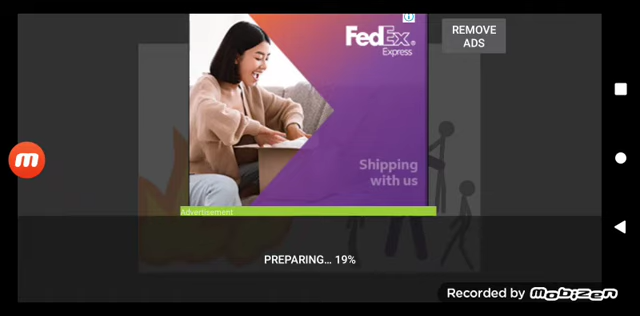 REMOVE
ADS
FedEx®
Express
Shipping
with us
Advertisement
PREPARING... 19%
m
Recorded by mobizen